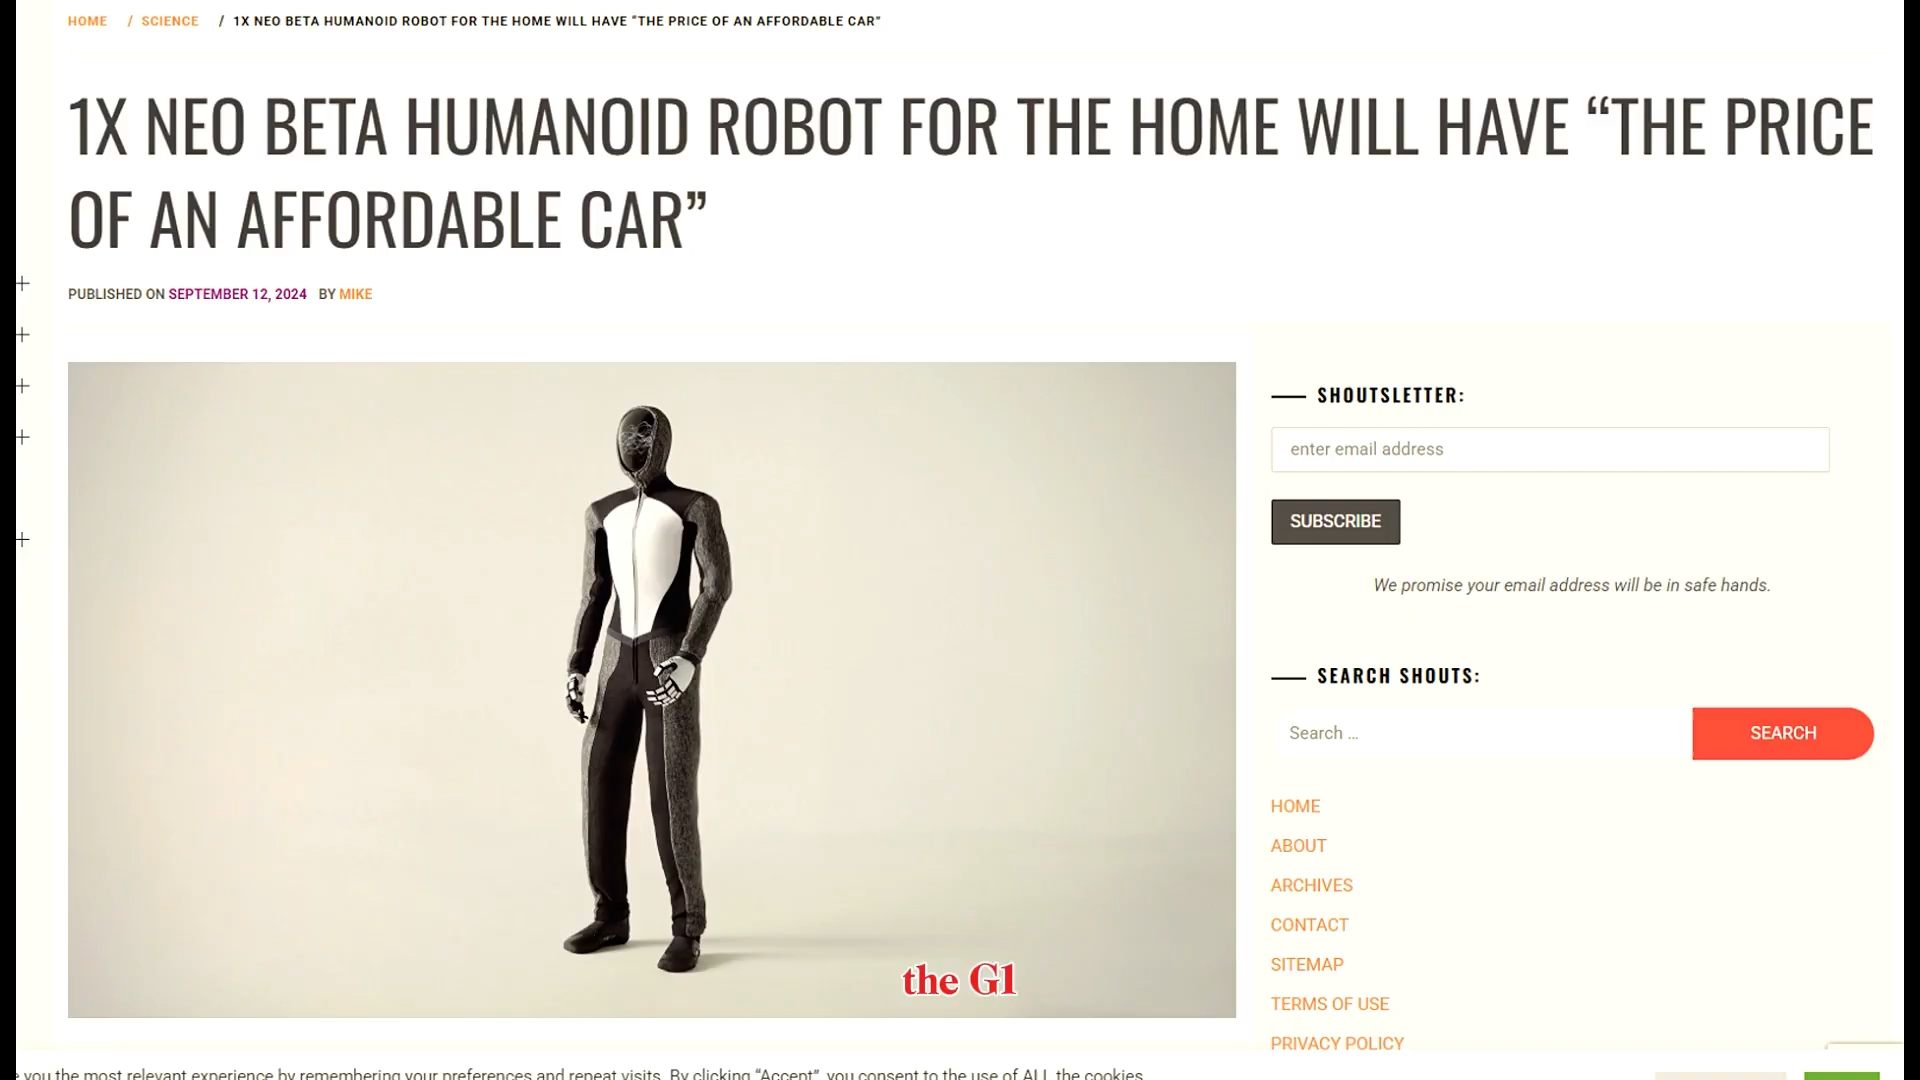 HOME / SCIENCE / 1X NEO BETA HUMANOID ROBOT FOR THE HOME WILL HAVE “THE PRICE OF AN AFFORDABLE CAR”
1X NEO BETA HUMANOID ROBOT FOR THE HOME WILL HAVE “THE PRICE
OF AN AFFORDABLE CAR”
PUBLISHED ON SEPTEMBER 12, 2024 BY MIKE
SHOUTSLETTER:
enter email address
SUBSCRIBE
We promise your email address will be in safe hands.
SEARCH SHOUTS:
Search …
SEARCH
HOME
ABOUT
ARCHIVES
CONTACT
SITEMAP
TERMS OF USE
PRIVACY POLICY
the G1
you the most relevant experience by remembering your preferences and repeat visits. By clicking “Accept”, you consent to the use of ALL the cookies.